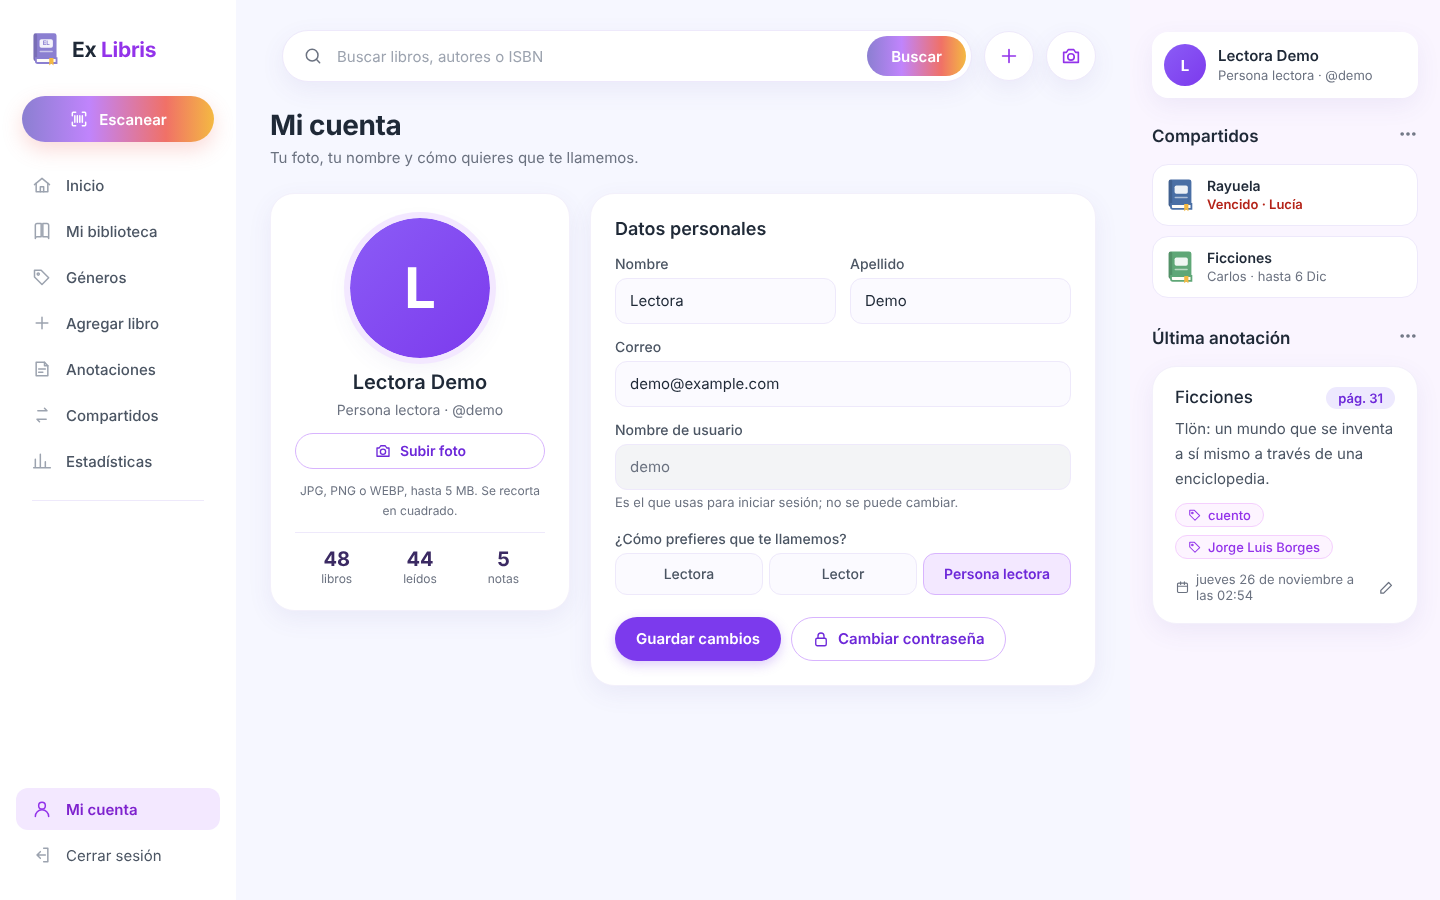 Ex Libris
Escanear
Inicio
Mi biblioteca
Géneros
Agregar libro
Anotaciones
Compartidos
Estadísticas
Mi cuenta
Cerrar sesión
Buscar libros, autores o ISBN
Buscar
Mi cuenta
Tu foto, tu nombre y cómo quieres que te llamemos.
L
Lectora Demo
Persona lectora · @demo
Subir foto
JPG, PNG o WEBP, hasta 5 MB. Se recorta
en cuadrado.
48 44 5
libros leídos notas
Datos personales
Nombre Apellido
Lectora Demo
Correo
demo@example.com
Nombre de usuario
demo
Es el que usas para iniciar sesión; no se puede cambiar.
¿Cómo prefieres que te llamemos?
Lectora Lector Persona lectora
Guardar cambios Cambiar contraseña
L
Lectora Demo
Persona lectora · @demo
Compartidos
Rayuela
Vencido · Lucía
Ficciones
Carlos · hasta 6 Dic
Última anotación
Ficciones pág. 31
Tlön: un mundo que se inventa
a sí mismo a través de una
enciclopedia.
cuento
Jorge Luis Borges
jueves 26 de noviembre a
las 02:54